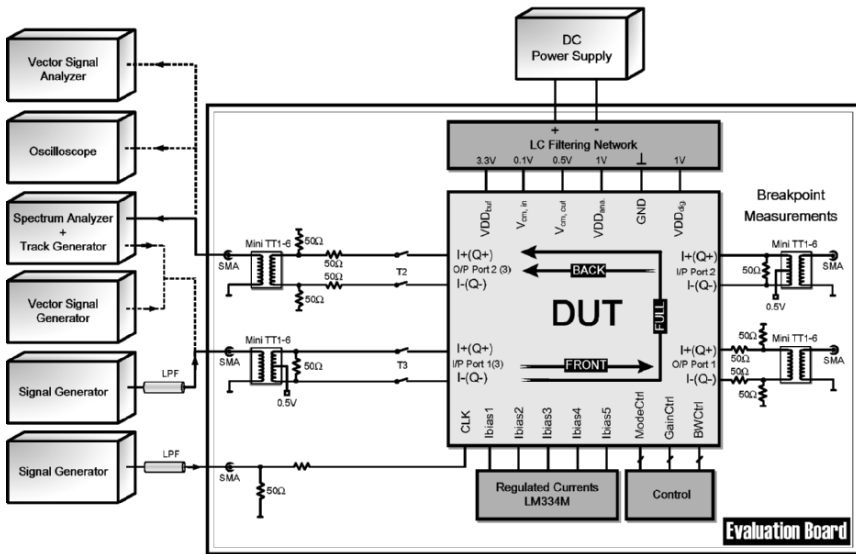 DC
Power Supply
Vector Signal
Analyzer
Oscilloscope
Spectrum Analyzer
+
Track Generator
Vector Signal
Generator
Signal Generator
LPF
Signal Generator
LPF
+ -
LC Filtering Network
3.3V 0.1V 0.5V 1V ⊥ 1V
VDDbuf
Vcm, in
Vcm, out
VDDana.
GND
VDDdig.
Breakpoint
Measurements
SMA
Mini TT1-6
50Ω
50Ω
50Ω
50Ω
T2
I+(Q+)
O/P Port 2 (3)
I-(Q-)
BACK
FULL
DUT
FRONT
I+(Q+)
I/P Port 2
I-(Q-)
50Ω
Mini TT1-6
0.5V
SMA
SMA
Mini TT1-6
0.5V
50Ω
T3
I+(Q+)
I/P Port 1(3)
I-(Q-)
I+(Q+)
O/P Port 1
I-(Q-)
50Ω
50Ω
50Ω
50Ω
Mini TT1-6
SMA
CLK
Ibias1
Ibias2
Ibias3
Ibias4
Ibias5
ModeCtrl
GainCtrl
BWCtrl
SMA
50Ω
Regulated Currents
LM334M
Control
Evaluation Board